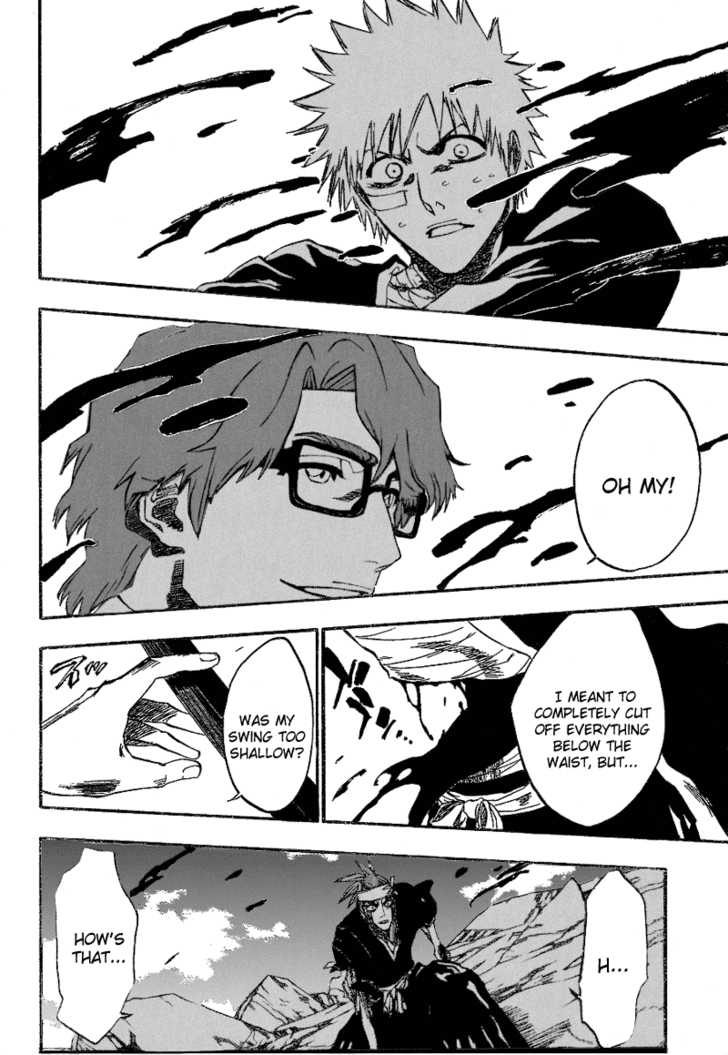 OH MY!
I MEANT TO
COMPLETELY CUT
OFF EVERYTHING
BELOW THE
WAIST, BUT...
WAS MY
SWING TOO
SHALLOW?
H...
HOW'S
THAT...